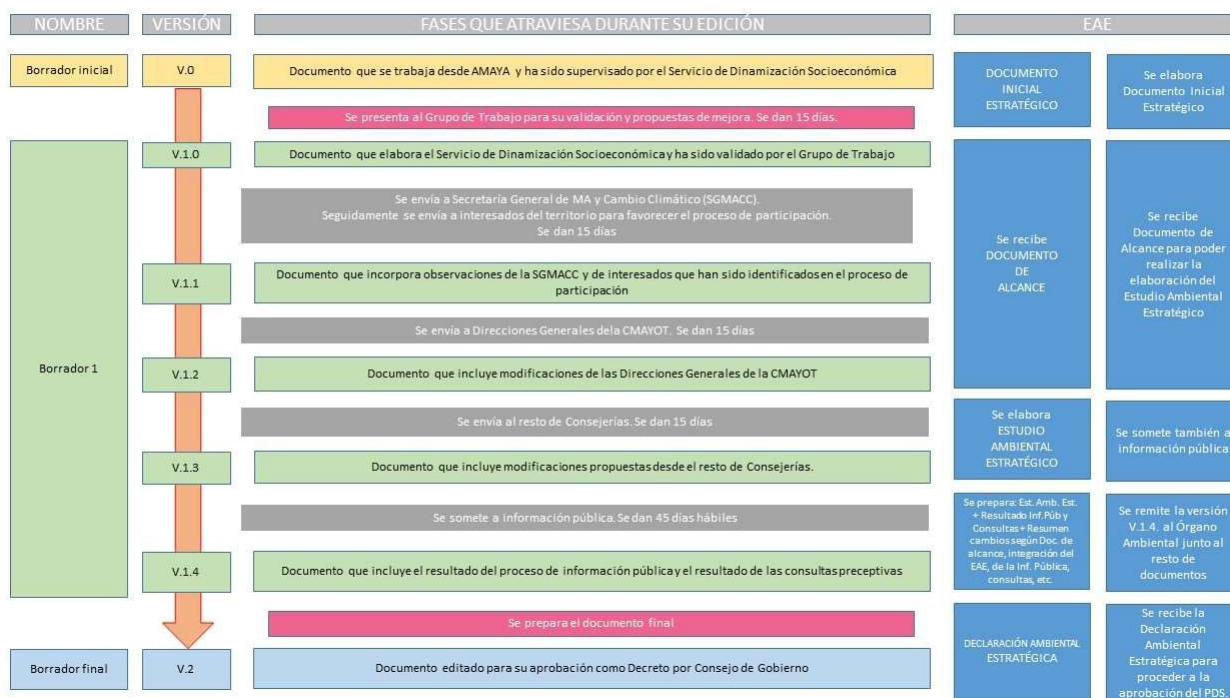 NOMBRE
VERSIÓN
FASES QUE ATRAVIESA DURANTE SU EDICIÓN
EAE
Borrador inicial
V.0
Documento que se trabaja desde AMAYA y ha sido supervisado por el Servicio de Dinamización Socioeconómica
DOCUMENTO
INICIAL
ESTRATÉGICO
Se elabora
Documento Inicial
Estratégico
Se presenta al Grupo de Trabajo para su validación y propuestas de mejora. Se dan 15 días.
Borrador 1
V.1.0
Documento que elabora el Servicio de Dinamización Socioeconómica y ha sido validado por el Grupo de Trabajo
Se envía a Secretaría General de MA y Cambio Climático (SGMACC).
Seguidamente se envía a interesados del territorio para favorecer el proceso de participación.
Se dan 15 días
Se recibe
DOCUMENTO
DE
ALCANCE
Se recibe
Documento de
Alcance para poder
realizar la
elaboración del
Estudio Ambiental
Estratégico
V.1.1
Documento que incorpora observaciones de la SGMACC y de interesados que han sido identificados en el proceso de
participación
Se envía a Direcciones Generales dela CMAYOT. Se dan 15 días
V.1.2
Documento que incluye modificaciones de las Direcciones Generales de la CMAYOT
Se envía al resto de Consejerías. Se dan 15 días
Se elabora
ESTUDIO
AMBIENTAL
ESTRATÉGICO
Se somete también a
información pública
V.1.3
Documento que incluye modificaciones propuestas desde el resto de Consejerías.
Se somete a información pública. Se dan 45 días hábiles
Se prepara: Est. Amb. Est.
+ Resultado Inf.Púb y
Consultas + Resumen
cambios según Doc. de
alcance, integración del
EAE, de la Inf. Pública,
consultas, etc.
Se remite la versión
V.1.4. al Órgano
Ambiental junto al
resto de
documentos
V.1.4
Documento que incluye el resultado del proceso de información pública y el resultado de las consultas preceptivas
Se prepara el documento final
DECLARACIÓN AMBIENTAL
ESTRATÉGICA
Se recibe la
Declaración
Ambiental
Estratégica para
proceder a la
aprobación del PDS.
Borrador final
V.2
Documento editado para su aprobación como Decreto por Consejo de Gobierno